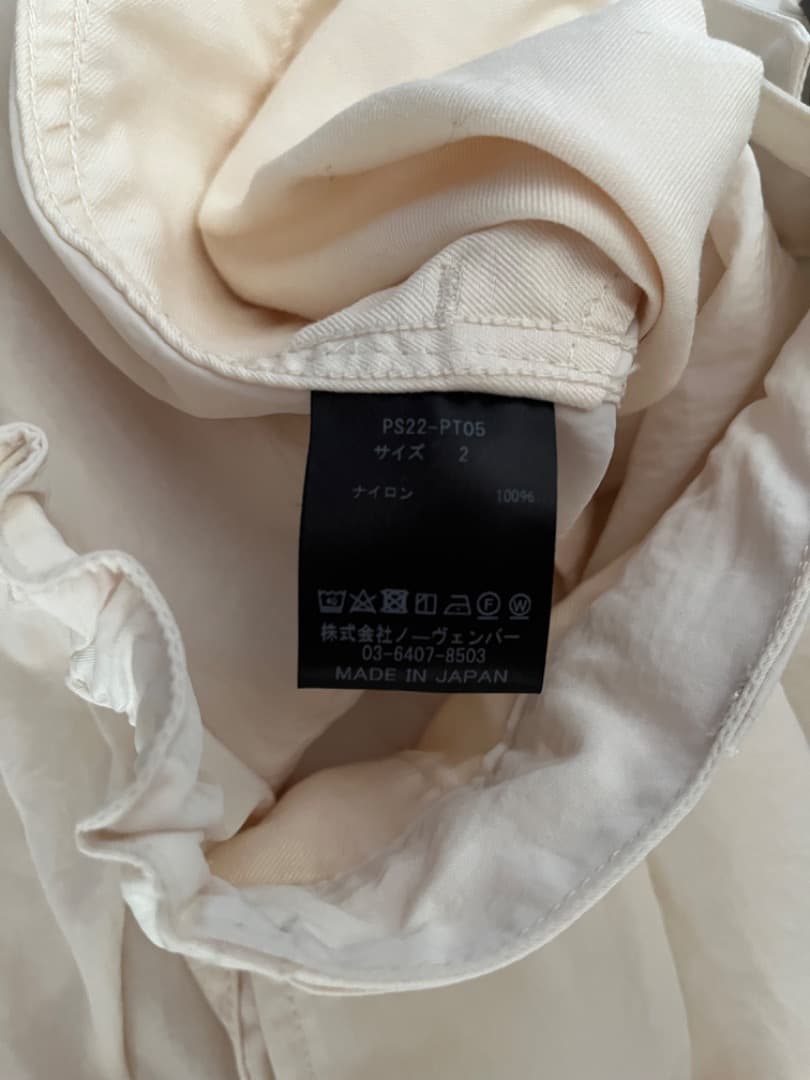 PS22-PT05
サイズ 2
ナイロン 100%
F W
株式会社ノーヴェンバー
03-6407-8503
MADE IN JAPAN